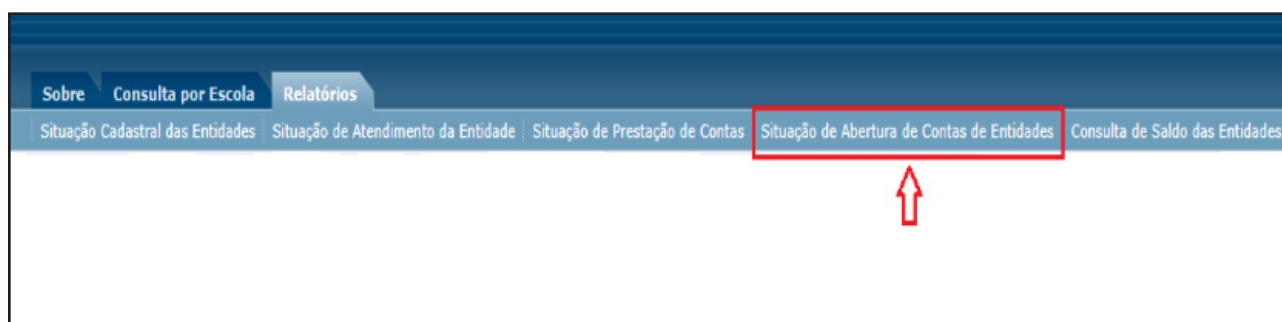 Sobre Consulta por Escola Relatórios
Situação Cadastral das Entidades Situação de Atendimento da Entidade Situação de Prestação de Contas Situação de Abertura de Contas de Entidades Consulta de Saldo das Entidades